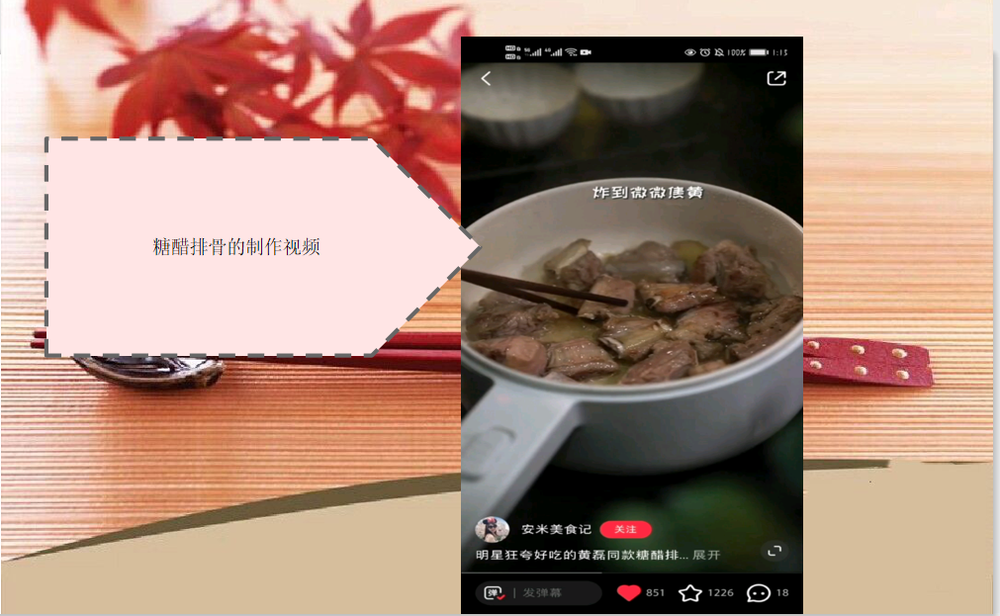 100% 1:15
炸到微微焦黄
糖醋排骨的制作视频
安米美食记 关注
明星狂夸好吃的黄磊同款糖醋排... 展开
弹 | 发弹幕 851 1226 18